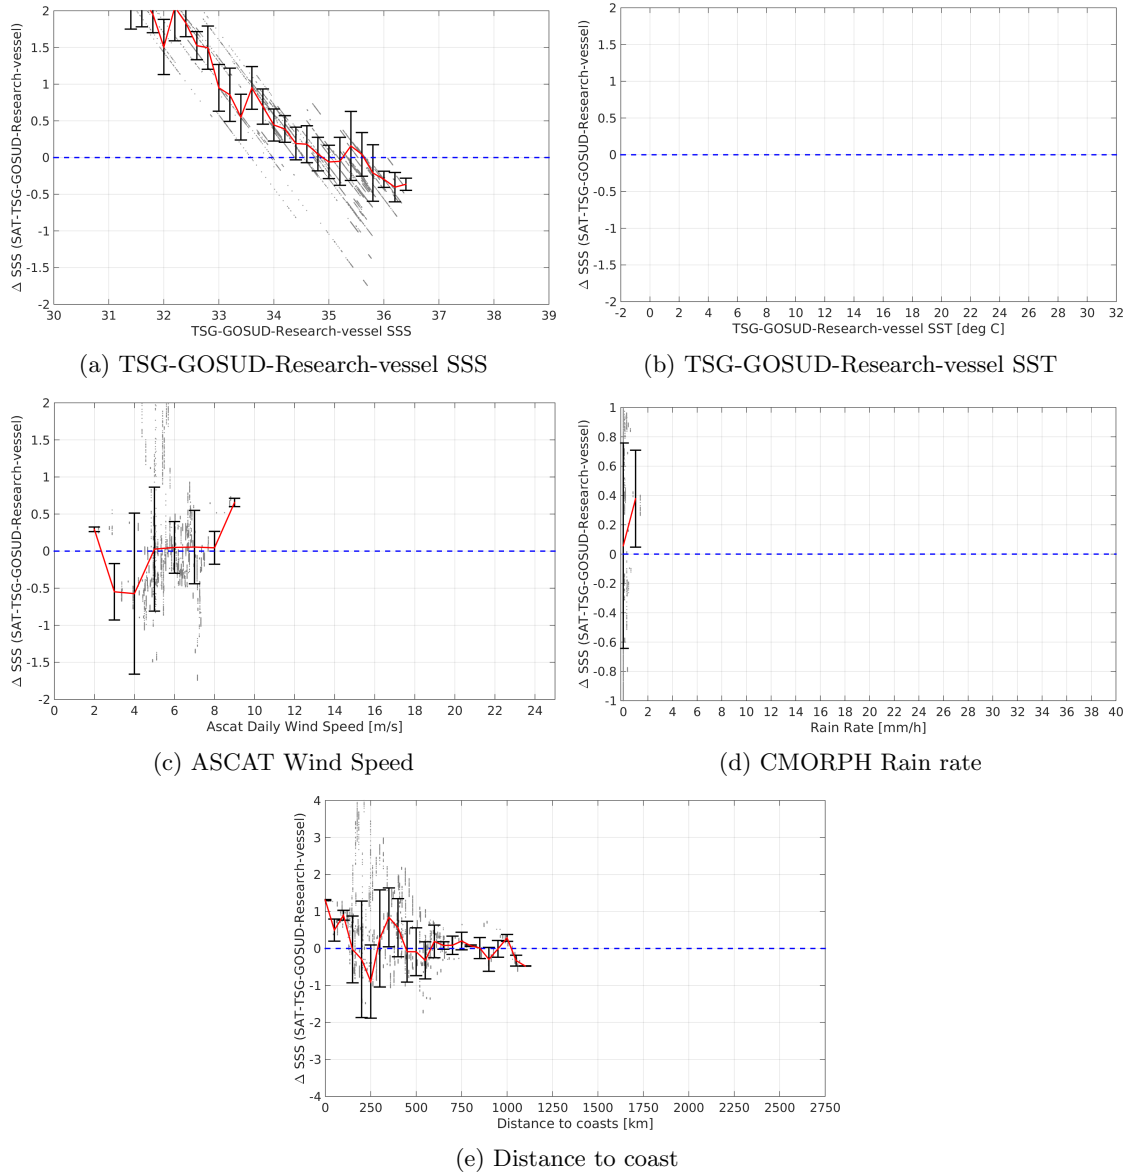 Δ SSS (SAT-TSG-GOSUD-Research-vessel)
2
1.5
1
0.5
0
-0.5
-1
-1.5
-2
30 31 32 33 34 35 36 37 38 39
TSG-GOSUD-Research-vessel SSS
(a) TSG-GOSUD-Research-vessel SSS
Δ SSS (SAT-TSG-GOSUD-Research-vessel)
2
1.5
1
0.5
0
-0.5
-1
-1.5
-2
-2 0 2 4 6 8 10 12 14 16 18 20 22 24 26 28 30 32
TSG-GOSUD-Research-vessel SST [deg C]
(b) TSG-GOSUD-Research-vessel SST
Δ SSS (SAT-TSG-GOSUD-Research-vessel)
2
1.5
1
0.5
0
-0.5
-1
-1.5
-2
0 2 4 6 8 10 12 14 16 18 20 22 24
Ascat Daily Wind Speed [m/s]
(c) ASCAT Wind Speed
Δ SSS (SAT-TSG-GOSUD-Research-vessel)
1
0.8
0.6
0.4
0.2
0
-0.2
-0.4
-0.6
-0.8
-1
0 2 4 6 8 10 12 14 16 18 20 22 24 26 28 30 32 34 36 38 40
Rain Rate [mm/h]
(d) CMORPH Rain rate
Δ SSS (SAT-TSG-GOSUD-Research-vessel)
4
3
2
1
0
-1
-2
-3
-4
0 250 500 750 1000 1250 1500 1750 2000 2250 2500 2750
Distance to coasts [km]
(e) Distance to coast